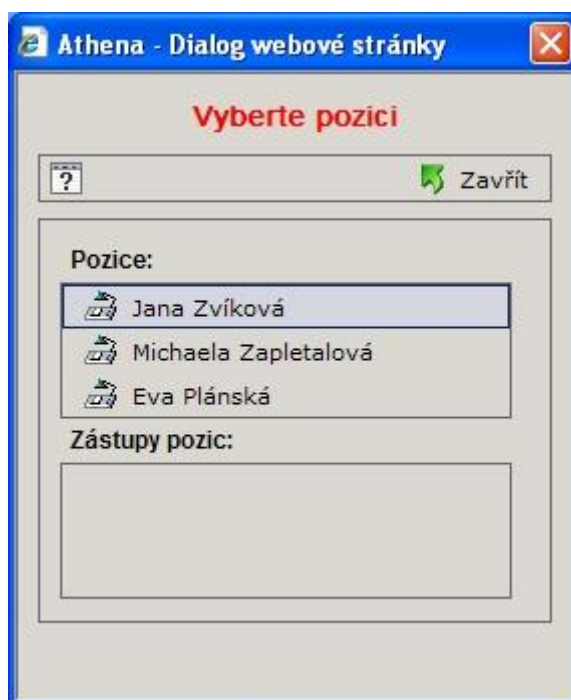 Athena - Dialog webové stránky
Vyberte pozici
? Zavřít
Pozice:
Jana Zvíková
Michaela Zapletalová
Eva Plánská
Zástupy pozic: